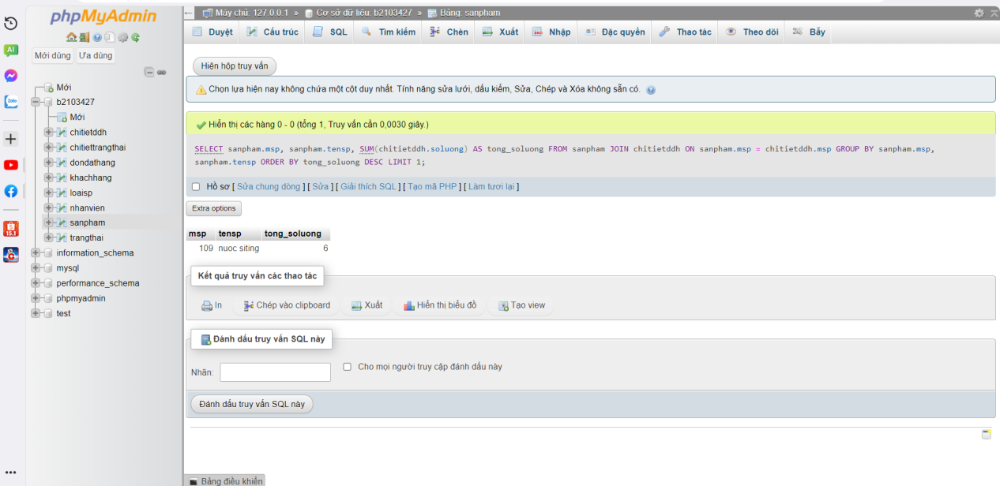 phpMyAdmin
Mới dùng Ưa dùng
Mới
b2103427
Mới
chitietddh
chitiettrangthai
dondathang
khachhang
loaisp
nhanvien
sanpham
trangthai
information_schema
mysql
performance_schema
phpmyadmin
test
AI
Zalo
15.1
Máy chủ: 127.0.0.1 » Cơ sở dữ liệu: b2103427 » Bảng: sanpham
Duyệt Cấu trúc SQL Tìm kiếm Chèn Xuất Nhập Đặc quyền Thao tác Theo dõi Bẫy
Hiện hộp truy vấn
Chọn lựa hiện nay không chứa một cột duy nhất. Tính năng sửa lưới, dấu kiểm, Sửa, Chép và Xóa không sẵn có.
Hiển thị các hàng 0 - 0 (tổng 1, Truy vấn cần 0,0030 giây.)
SELECT sanpham.msp, sanpham.tensp, SUM(chitietddh.soluong) AS tong_soluong FROM sanpham JOIN chitietddh ON sanpham.msp = chitietddh.msp GROUP BY sanpham.msp,
sanpham.tensp ORDER BY tong_soluong DESC LIMIT 1;
Hồ sơ [ Sửa chung dòng ] [ Sửa ] [ Giải thích SQL ] [ Tạo mã PHP ] [ Làm tươi lại ]
Extra options
msp tensp tong_soluong
109 nuoc siting 6
Kết quả truy vấn các thao tác
In Chép vào clipboard Xuất Hiển thị biểu đồ Tạo view
Đánh dấu truy vấn SQL này
Nhãn: Cho mọi người truy cập đánh dấu này
Đánh dấu truy vấn SQL này
Bảng điều khiển